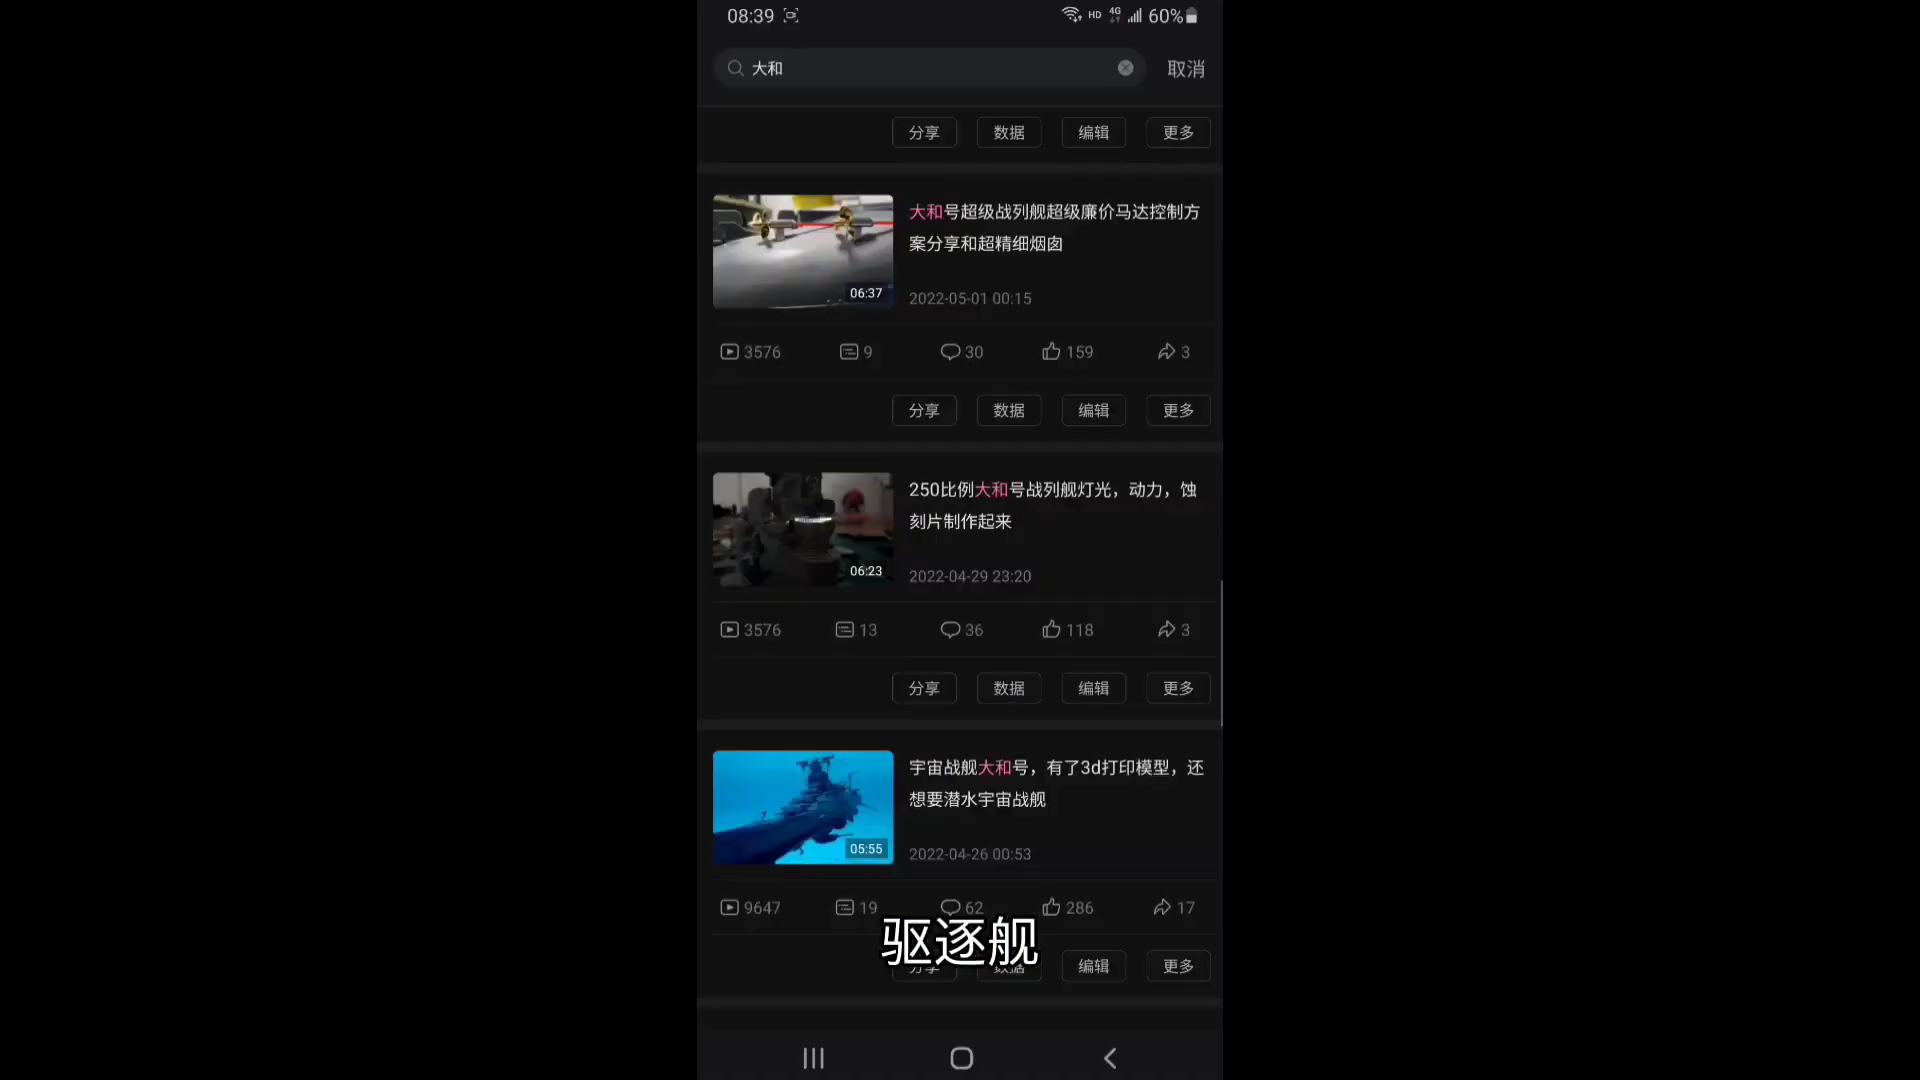 08:39
HD 4G 60%
大和
取消
分享 数据 编辑 更多
大和号超级战列舰超级廉价马达控制方
案分享和超精细烟囱
06:37
2022-05-01 00:15
3576 9 30 159 3
分享 数据 编辑 更多
250比例大和号战列舰灯光，动力，蚀
刻片制作起来
06:23
2022-04-29 23:20
3576 13 36 118 3
分享 数据 编辑 更多
宇宙战舰大和号，有了3d打印模型，还
想要潜水宇宙战舰
05:55
2022-04-26 00:53
9647 19 62 286 17
驱逐舰
分享 数据 编辑 更多